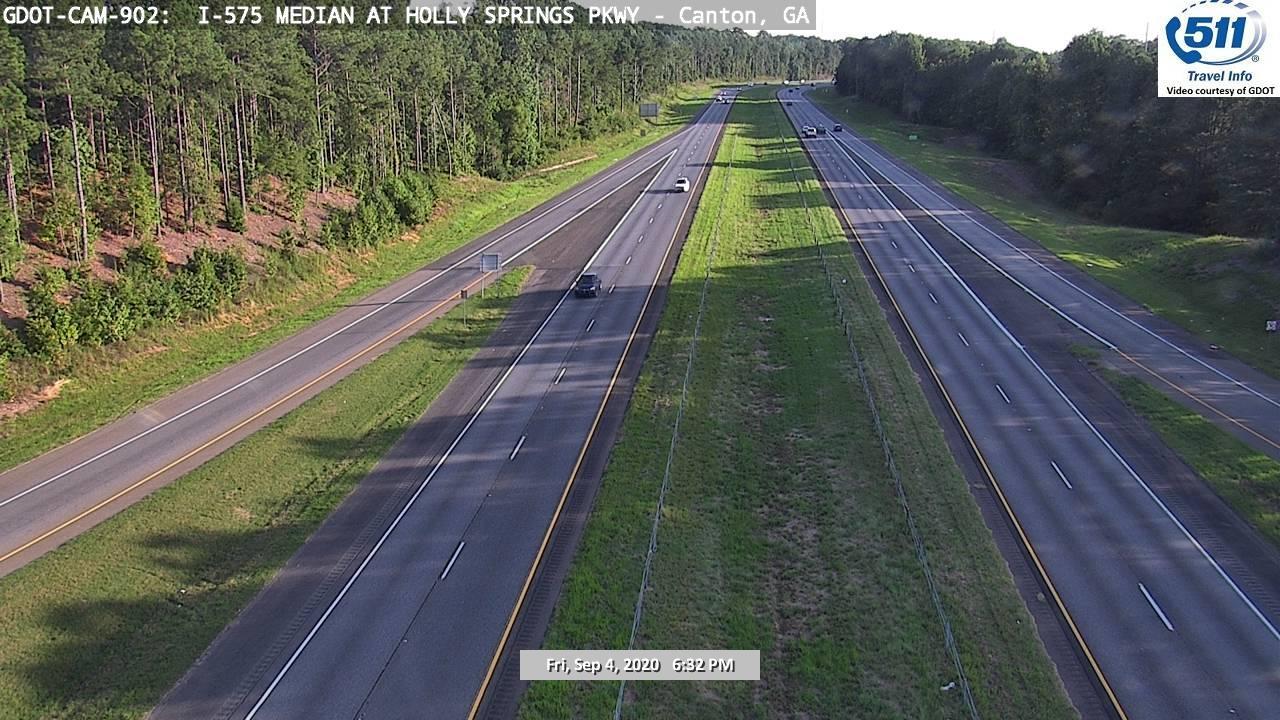 GDOT-CAM-902:  I-575 MEDIAN AT HOLLY SPRINGS PKWY - Canton, GA
511
Travel Info
Video courtesy of GDOT
Fri, Sep 4, 2020   6:32 PM